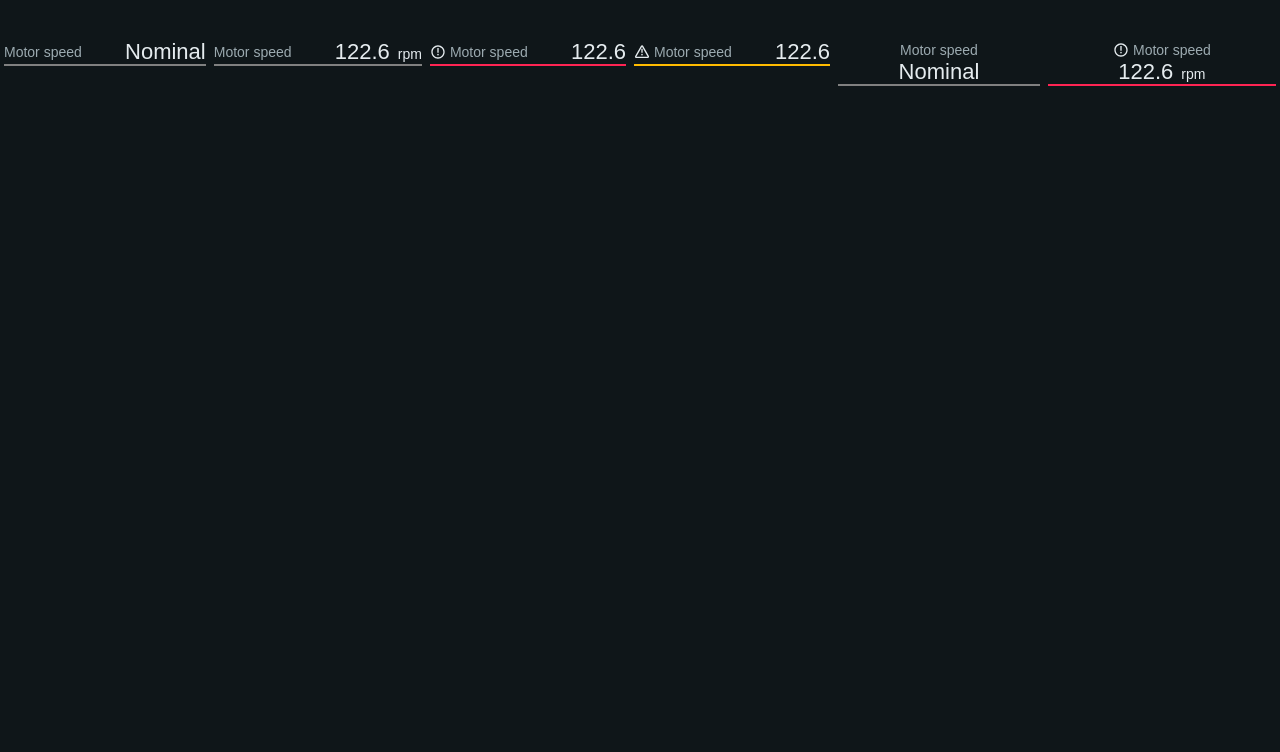 Motor speed Nominal
Motor speed 122.6 rpm
Motor speed 122.6
Motor speed 122.6
Motor speed
Nominal
Motor speed
122.6 rpm